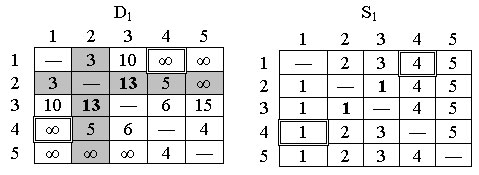 D1 S1
1 2 3 4 5 1 2 3 4 5
1 — 3 10 ∞ ∞ 1 — 2 3 4 5
2 3 — 13 5 ∞ 2 1 — 1 4 5
3 10 13 — 6 15 3 1 1 — 4 5
4 ∞ 5 6 — 4 4 1 2 3 — 5
5 ∞ ∞ ∞ 4 — 5 1 2 3 4 —